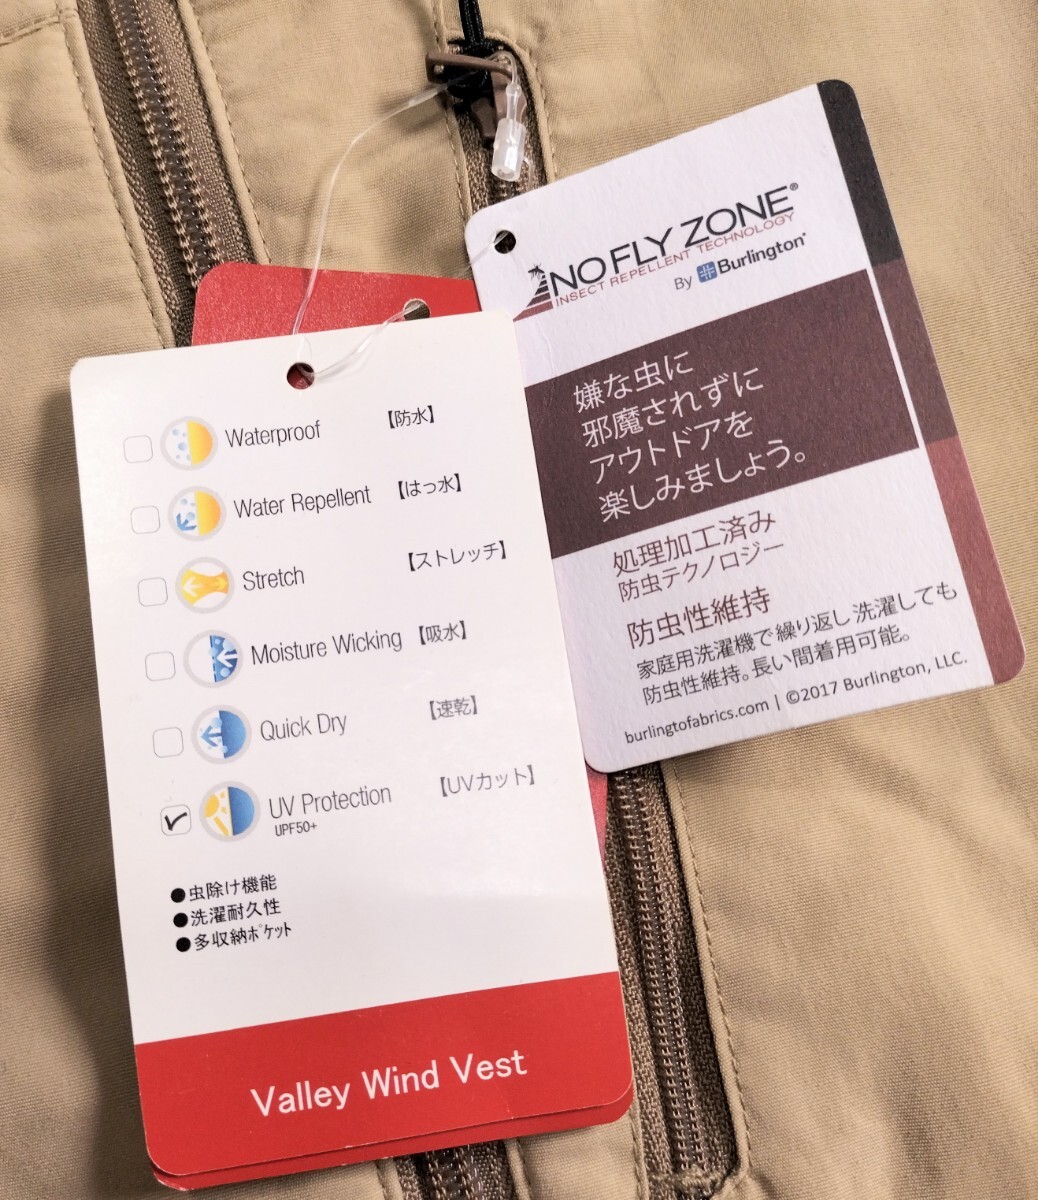 Waterproof 【防水】
Water Repellent 【はっ水】
Stretch 【ストレッチ】
Moisture Wicking 【吸水】
Quick Dry 【速乾】
UV Protection 【UVカット】
UPF50+
●虫除け機能
●洗濯耐久性
●多収納ﾎﾟｹｯﾄ
Valley Wind Vest
NO FLY ZONE®
INSECT REPELLENT TECHNOLOGY
By Burlington
嫌な虫に
邪魔されずに
アウトドアを
楽しみましょう。
処理加工済み
防虫テクノロジー
防虫性維持
家庭用洗濯機で繰り返し洗濯しても
防虫性維持。長い間着用可能。
burlingtofabrics.com | ©2017 Burlington, LLC.